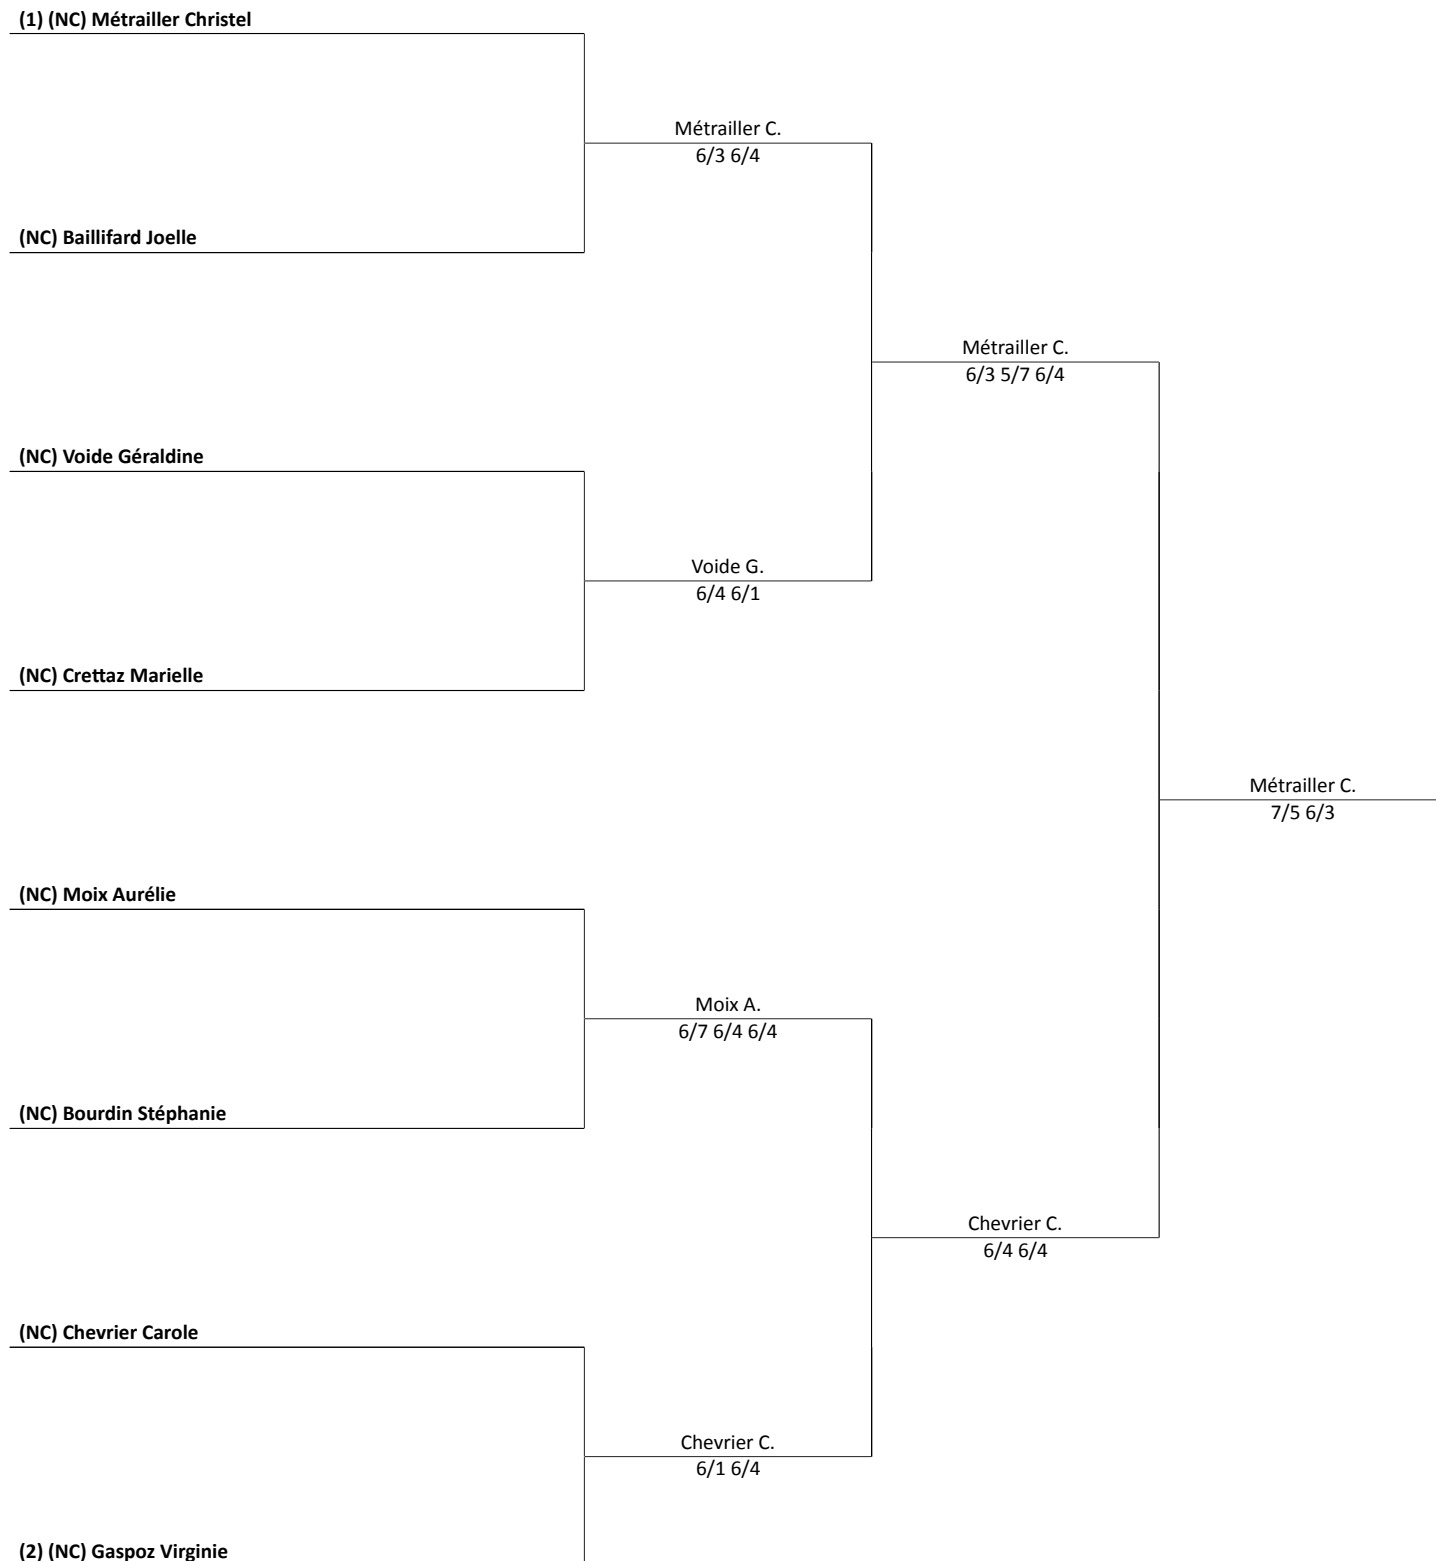 (1) (NC) Métrailler Christel
Métrailler C.
6/3 6/4
(NC) Baillifard Joelle
Métrailler C.
6/3 5/7 6/4
(NC) Voide Géraldine
Voide G.
6/4 6/1
(NC) Crettaz Marielle
Métrailler C.
7/5 6/3
(NC) Moix Aurélie
Moix A.
6/7 6/4 6/4
(NC) Bourdin Stéphanie
Chevrier C.
6/4 6/4
(NC) Chevrier Carole
Chevrier C.
6/1 6/4
(2) (NC) Gaspoz Virginie